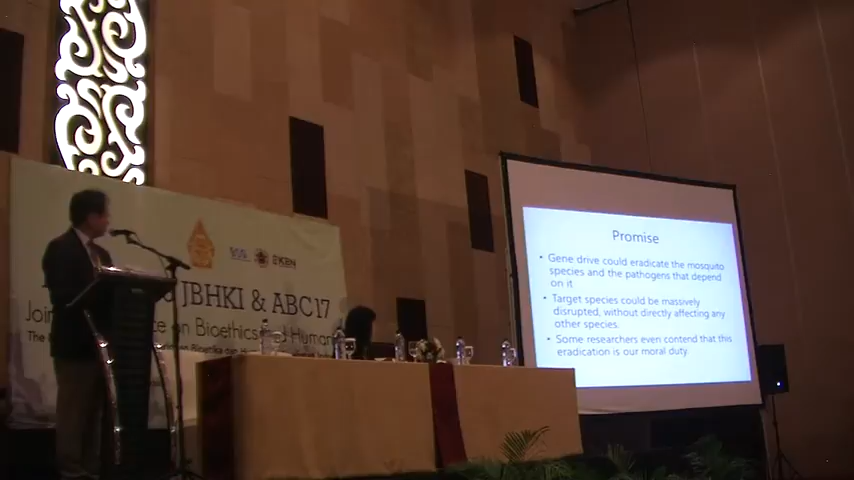 JBHKI & ABC17
on Bioethics
Human
Promise
• Gene drive could eradicate the mosquito
species and the pathogens that depend
on it
• Target species could be massively
disrupted, without directly affecting any
other species.
• Some researchers even contend that this
eradication is our moral duty.